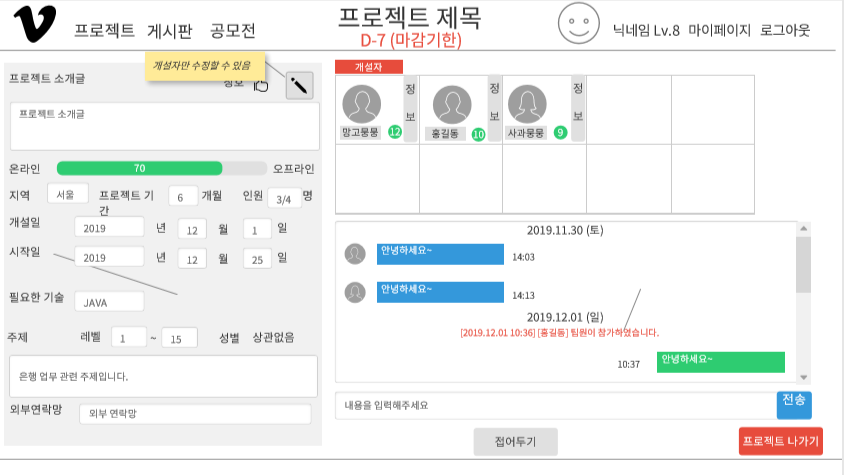 프로젝트 게시판 공모전
프로젝트 제목
D-7 (마감기한)
닉네임 Lv.8 마이페이지 로그아웃
개설자만 수정할 수 있음
프로젝트 소개글
프로젝트 소개글
온라인 70 오프라인
지역 서울 프로젝트 기간 6 개월 인원 3/4 명
개설일 2019 년 12 월 1 일
시작일 2019 년 12 월 25 일
필요한 기술 JAVA
주제 레벨 1 ~ 15 성별 상관없음
은행 업무 관련 주제입니다.
외부연락망 외부 연락망
개설자
정보 정보 정보
망고뭉뭉 12 홍길동 10 사과뭉뭉 9
2019.11.30 (토)
안녕하세요~ 14:03
안녕하세요~ 14:13
2019.12.01 (일)
[2019.12.01 10:36] [홍길동] 팀원이 참가하였습니다.
10:37 안녕하세요~
내용을 입력해주세요 전송
접어두기 프로젝트 나가기